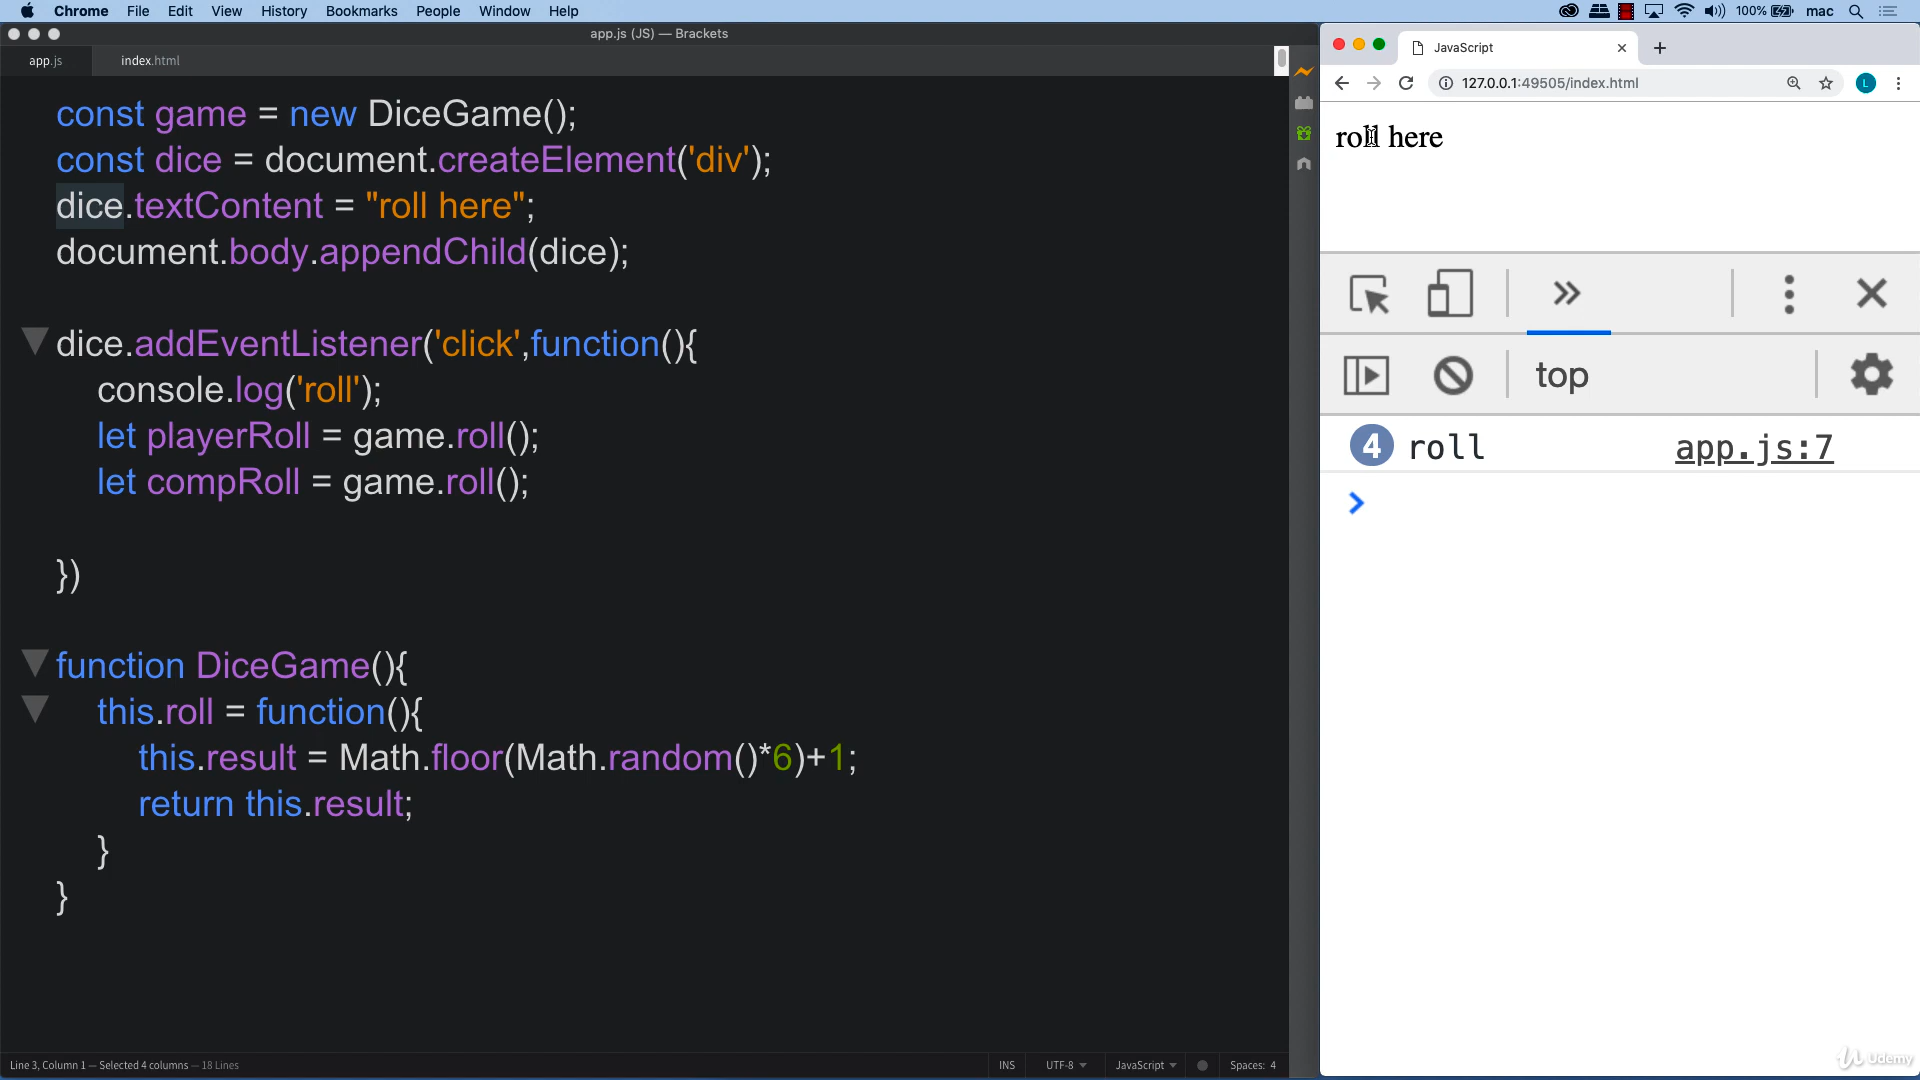 Chrome File Edit View History Bookmarks People Window Help 100% mac
app.js (JS) — Brackets
app.js index.html
const game = new DiceGame();
const dice = document.createElement('div');
dice.textContent = "roll here";
document.body.appendChild(dice);
dice.addEventListener('click',function(){
console.log('roll');
let playerRoll = game.roll();
let compRoll = game.roll();
})
function DiceGame(){
this.roll = function(){
this.result = Math.floor(Math.random()*6)+1;
return this.result;
}
}
Line 3, Column 1 — Selected 4 columns — 18 Lines INS UTF-8 JavaScript Spaces: 4
JavaScript
127.0.0.1:49505/index.html L
roll here
top
4 roll app.js:7
Udemy